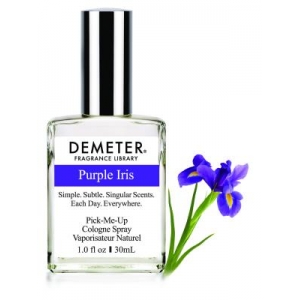 DEMETER®
FRAGRANCE LIBRARY
Purple Iris
Simple. Subtle. Singular Scents.
Each Day. Everywhere.
Pick-Me-Up
Cologne Spray
Vaporisateur Naturel
1.0 fl oz I 30mL